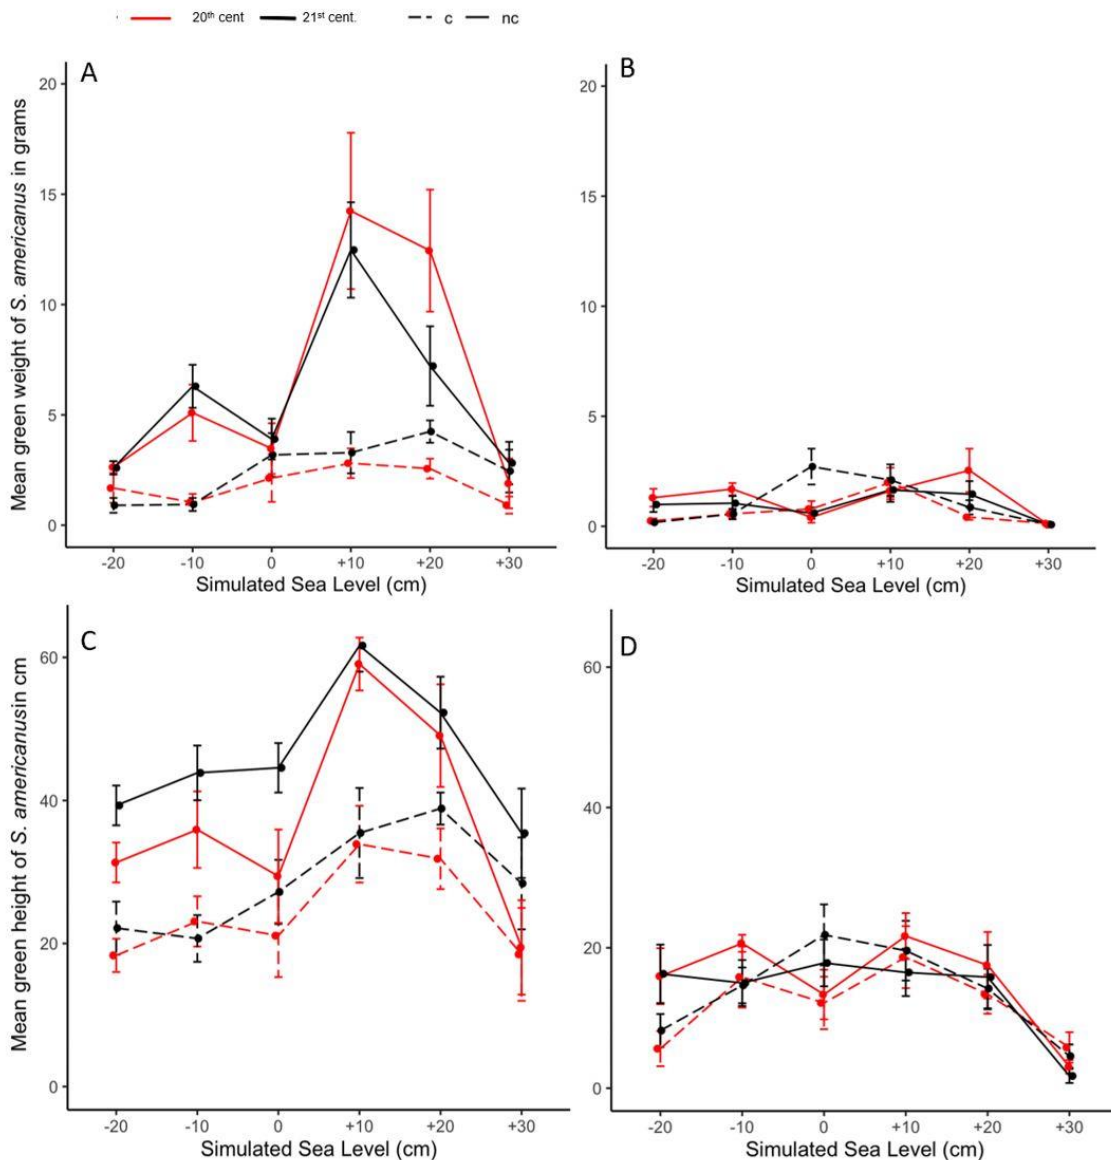 20th cent 21st cent. c nc
A
B
Mean green weight of S. americanus in grams
20
15
10
5
0
20
15
10
5
0
-20 -10 0 +10 +20 +30
-20 -10 0 +10 +20 +30
Simulated Sea Level (cm)
Simulated Sea Level (cm)
C
D
Mean green height of S. americanusin cm
60
40
20
0
60
40
20
0
-20 -10 0 +10 +20 +30
-20 -10 0 +10 +20 +30
Simulated Sea Level (cm)
Simulated Sea Level (cm)